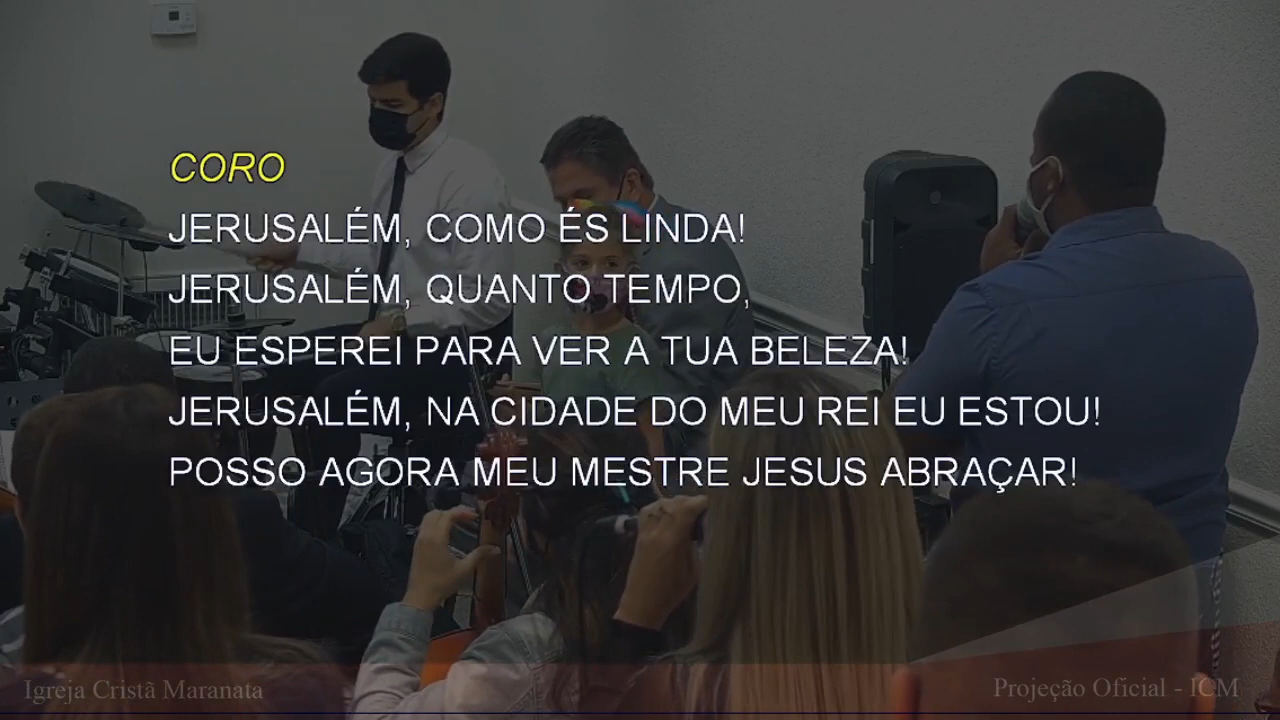 CORO
JERUSALÉM, COMO ÉS LINDA!
JERUSALÉM, QUANTO TEMPO,
EU ESPEREI PARA VER A TUA BELEZA!
JERUSALÉM, NA CIDADE DO MEU REI EU ESTOU!
POSSO AGORA MEU MESTRE JESUS ABRAÇAR!
Igreja Cristã Maranata
Projeção Oficial - ICM